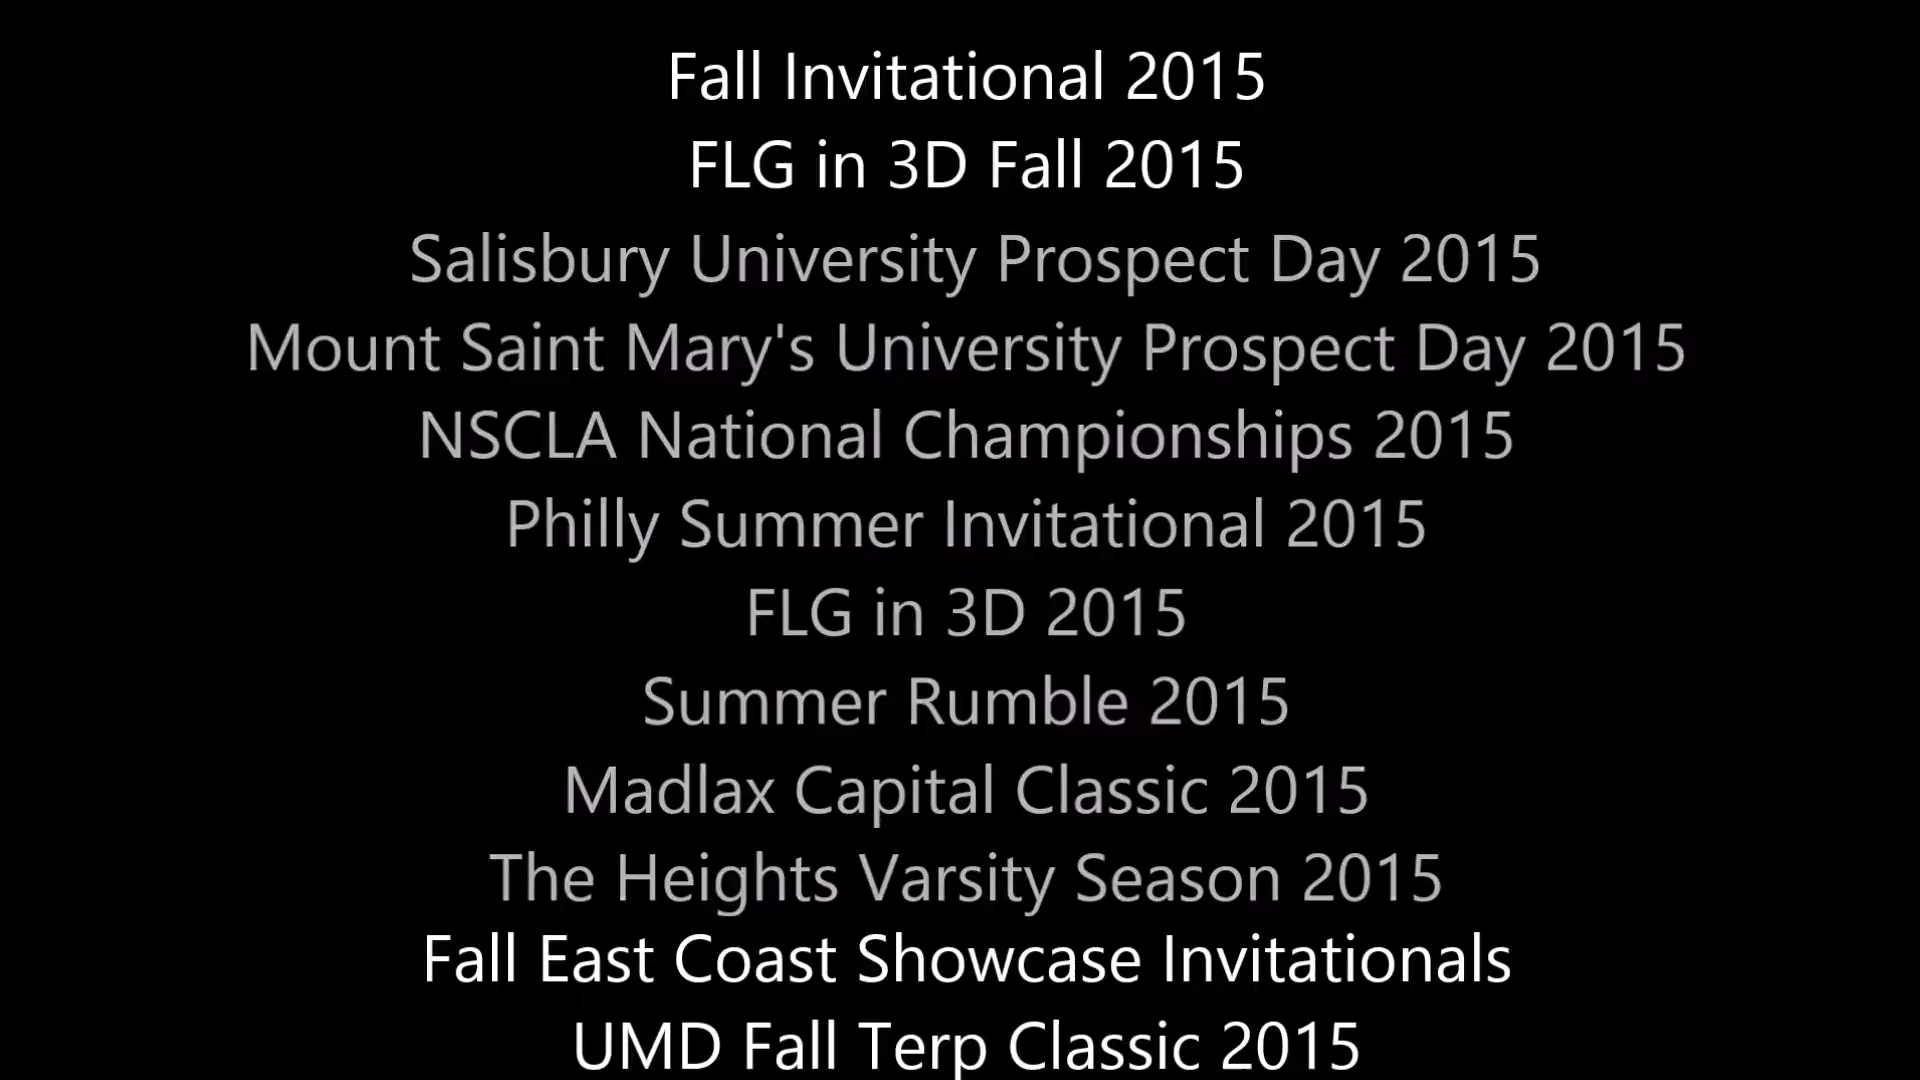 Fall Invitational 2015
FLG in 3D Fall 2015
Salisbury University Prospect Day 2015
Mount Saint Mary's University Prospect Day 2015
NSCLA National Championships 2015
Philly Summer Invitational 2015
FLG in 3D 2015
Summer Rumble 2015
Madlax Capital Classic 2015
The Heights Varsity Season 2015
Fall East Coast Showcase Invitationals
UMD Fall Terp Classic 2015